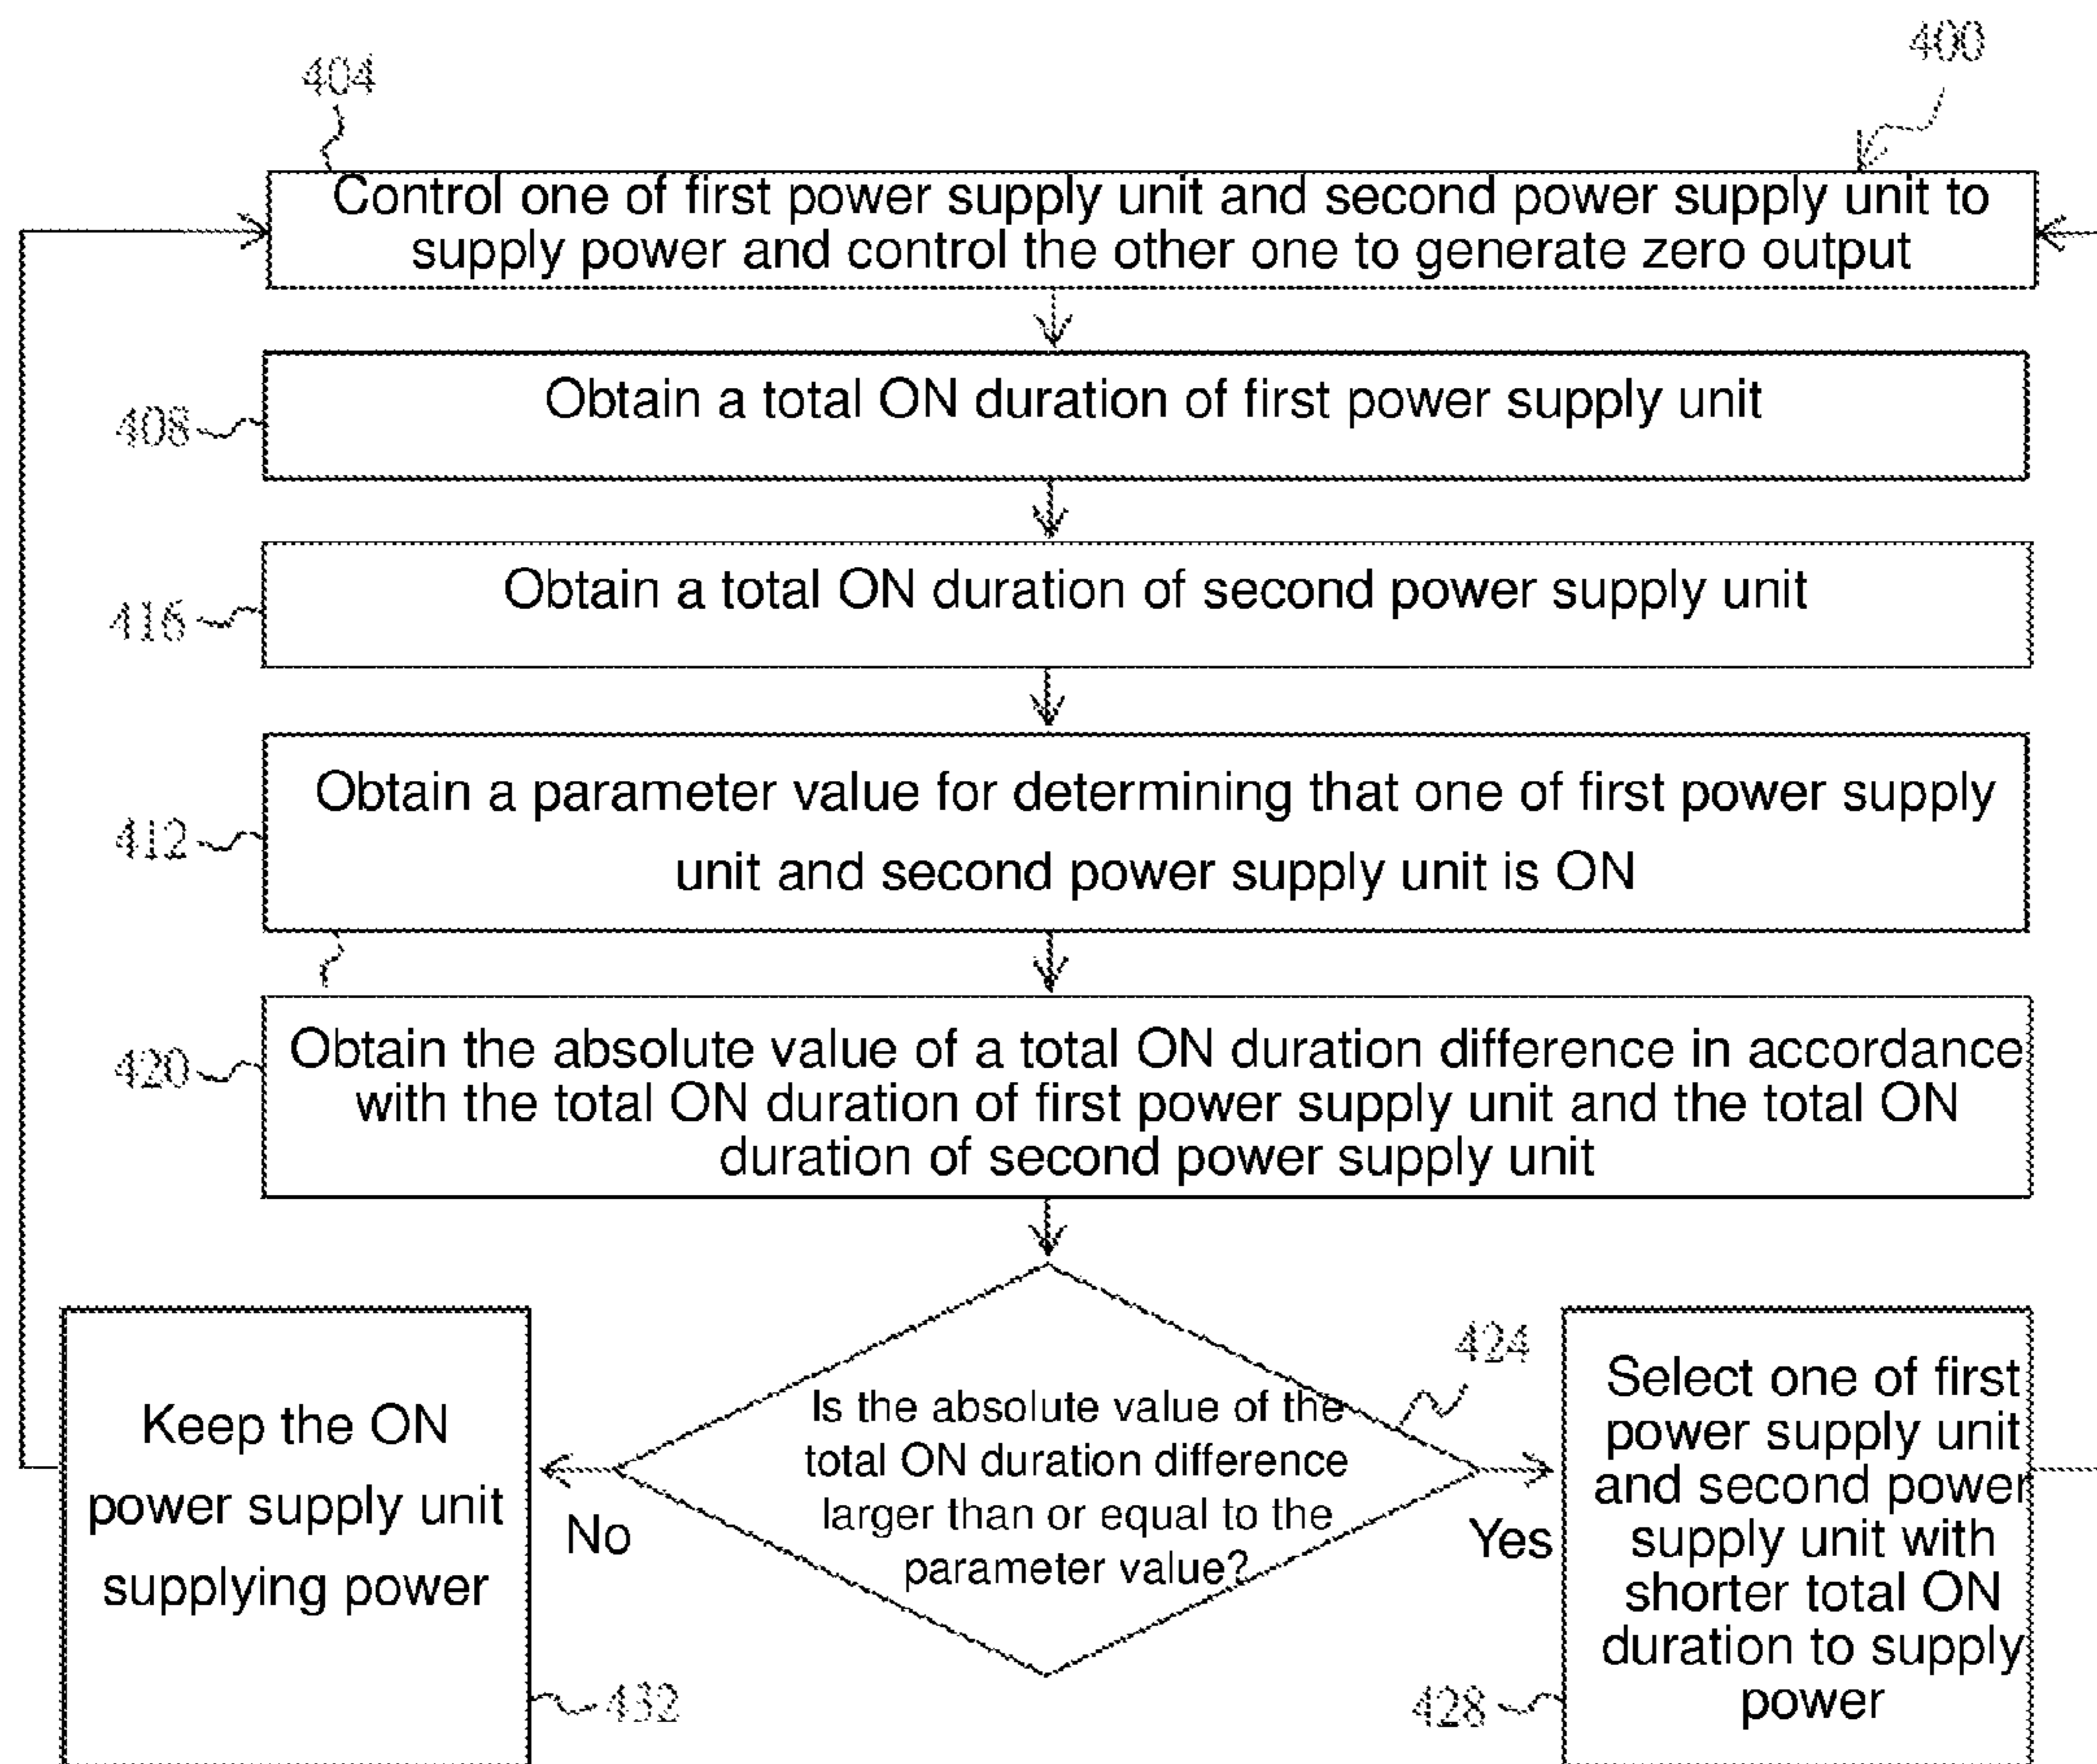 400
404
Control one of first power supply unit and second power supply unit to
supply power and control the other one to generate zero output
408
Obtain a total ON duration of first power supply unit
416
Obtain a total ON duration of second power supply unit
412
Obtain a parameter value for determining that one of first power supply
unit and second power supply unit is ON
420
Obtain the absolute value of a total ON duration difference in accordance
with the total ON duration of first power supply unit and the total ON
duration of second power supply unit
424
Is the absolute value of the
total ON duration difference
larger than or equal to the
parameter value?
No
Yes
Keep the ON
power supply unit
supplying power
432
Select one of first
power supply unit
and second power
supply unit with
shorter total ON
duration to supply
power
428